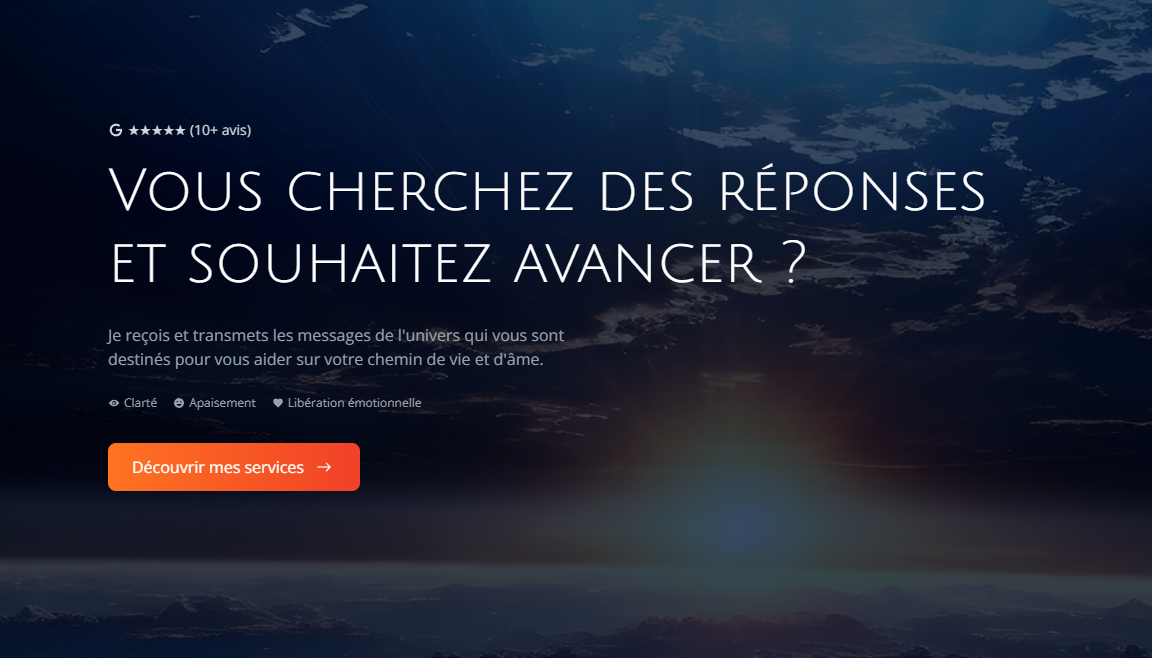 G ★★★★★ (10+ avis)
Vous cherchez des réponses
et souhaitez avancer ?
Je reçois et transmets les messages de l'univers qui vous sont
destinés pour vous aider sur votre chemin de vie et d'âme.
Clarté Apaisement Libération émotionnelle
Découvrir mes services →